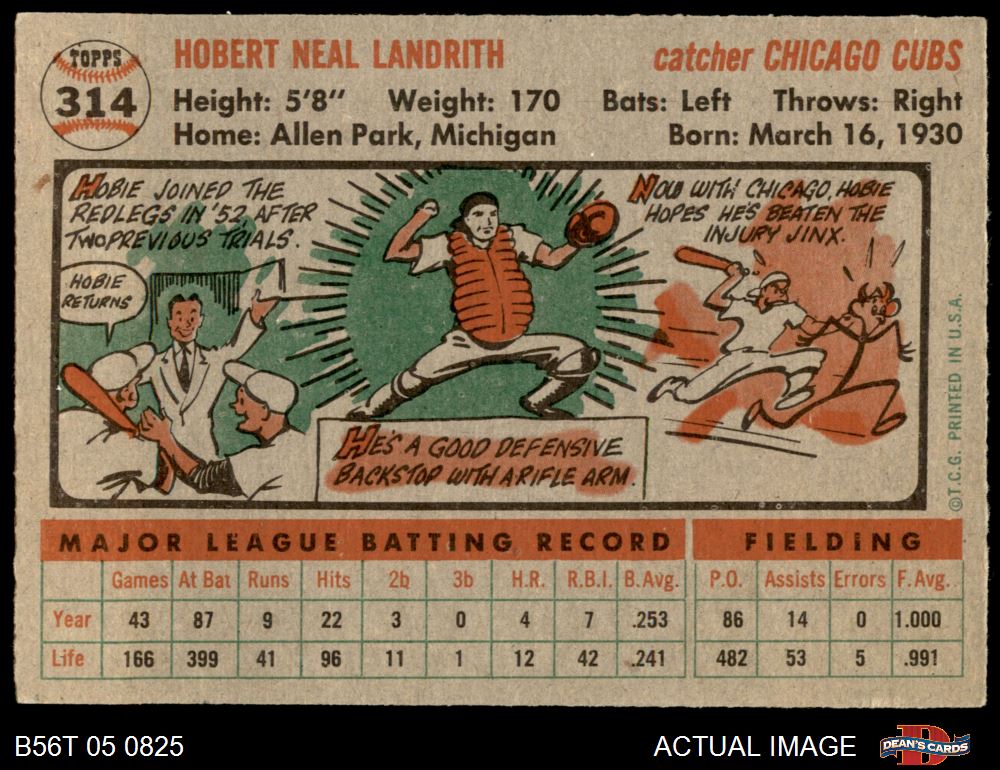 TOPPS
314
HOBERT NEAL LANDRITH
catcher CHICAGO CUBS
Height: 5'8" Weight: 170 Bats: Left Throws: Right
Home: Allen Park, Michigan Born: March 16, 1930
HOBIE JOINED THE
REDLEGS IN '52 AFTER
TWO PREVIOUS TRIALS.
HOBIE
RETURNS
HE'S A GOOD DEFENSIVE
BACKSTOP WITH A RIFLE ARM.
NOW WITH CHICAGO, HOBIE
HOPES HE'S BEATEN THE
INJURY JINX.
©T.C.G. PRINTED IN U.S.A.
MAJOR LEAGUE BATTING RECORD FIELDING
Games At Bat Runs Hits 2b 3b H.R. R.B.I. B.Avg. P.O. Assists Errors F.Avg.
Year 43 87 9 22 3 0 4 7 .253 86 14 0 1.000
Life 166 399 41 96 11 1 12 42 .241 482 53 5 .991
B56T 05 0825 ACTUAL IMAGE DEAN'S CARDS